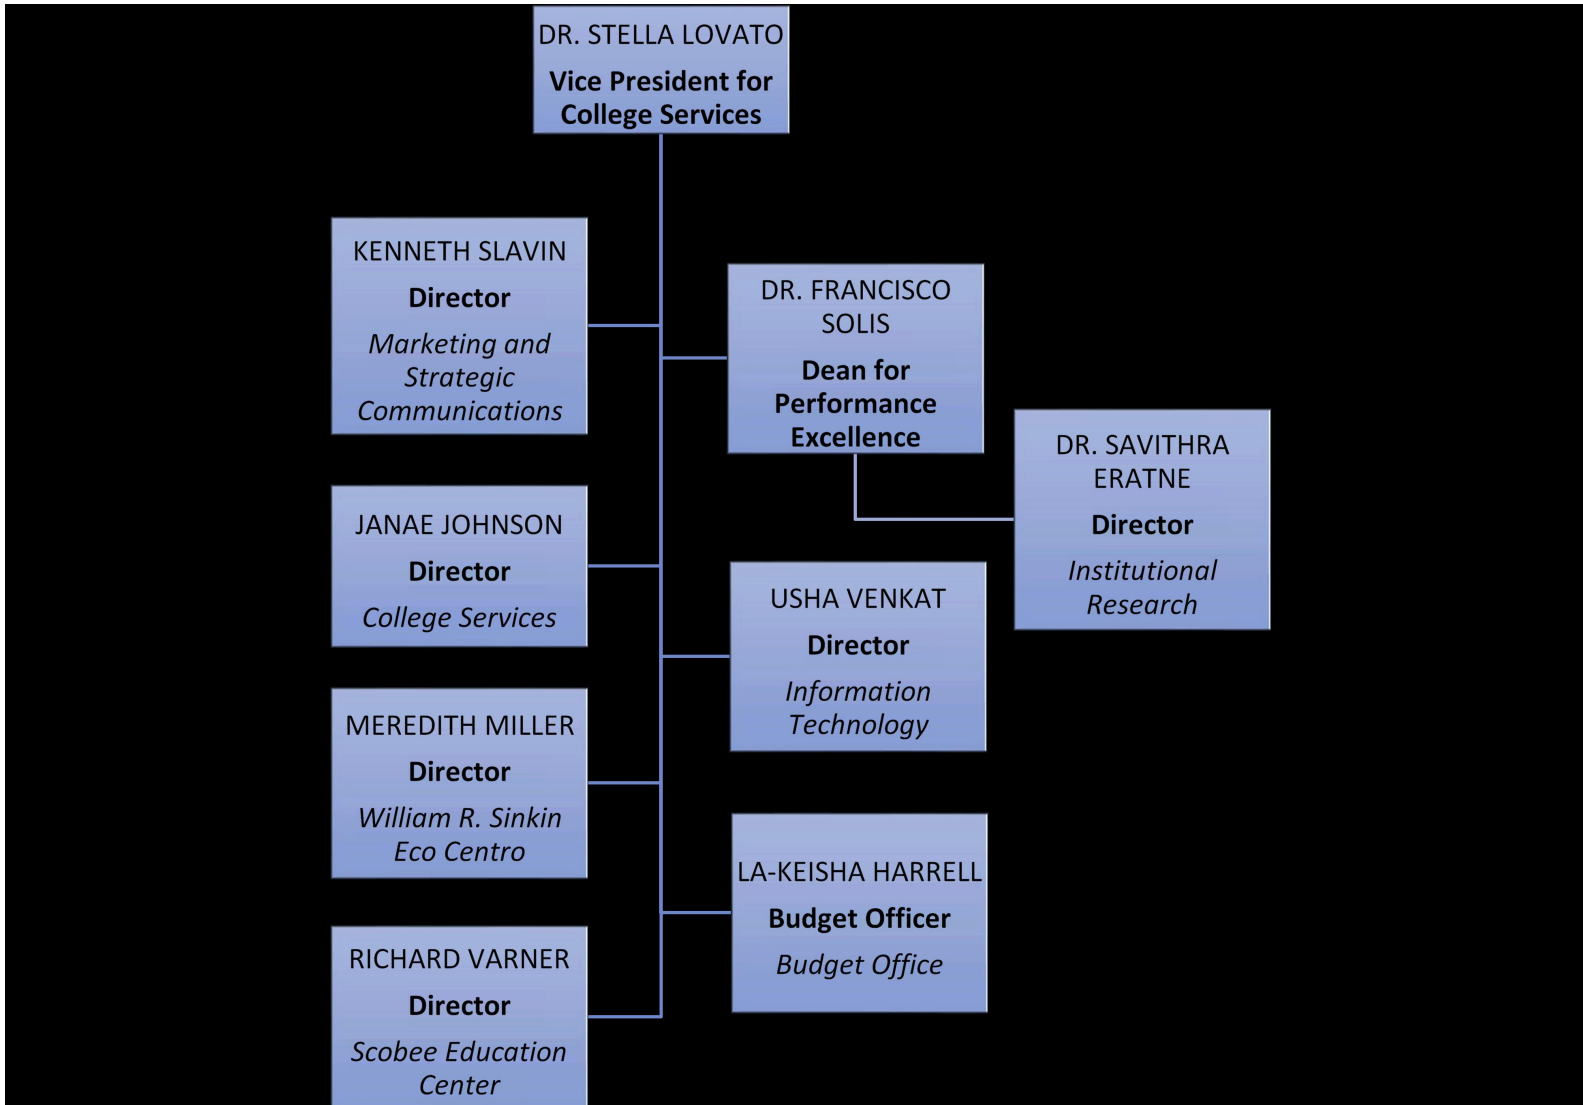 DR. STELLA LOVATO
Vice President for
College Services
KENNETH SLAVIN
Director
Marketing and
Strategic
Communications
DR. FRANCISCO
SOLIS
Dean for
Performance
Excellence
DR. SAVITHRA
ERATNE
Director
Institutional
Research
JANAE JOHNSON
Director
College Services
USHA VENKAT
Director
Information
Technology
MEREDITH MILLER
Director
William R. Sinkin
Eco Centro
LA-KEISHA HARRELL
Budget Officer
Budget Office
RICHARD VARNER
Director
Scobee Education
Center